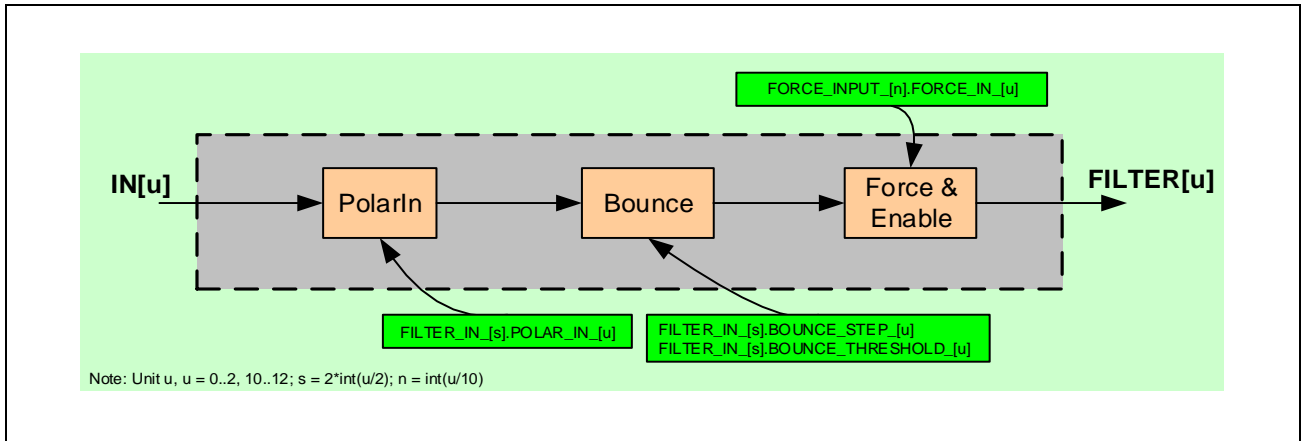 FORCE_INPUT_[n].FORCE_IN_[u]
IN[u]
PolarIn
Bounce
Force &
Enable
FILTER[u]
FILTER_IN_[s].POLAR_IN_[u]
FILTER_IN_[s].BOUNCE_STEP_[u]
FILTER_IN_[s].BOUNCE_THRESHOLD_[u]
Note: Unit u, u = 0..2, 10..12; s = 2*int(u/2); n = int(u/10)